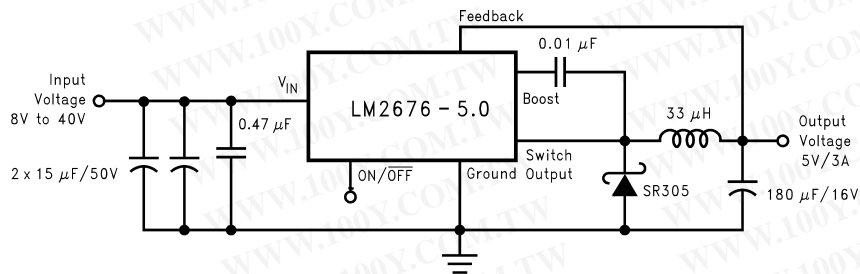 Feedback
0.01 µF
Input
Voltage
8V to 40V
VIN
LM2676 – 5.0
Boost
33 µH
Output
Voltage
5V/3A
0.47 µF
2 x 15 µF/50V
ON/OFF
Ground
Switch
Output
SR305
180 µF/16V
WWW.100Y.COM.TW